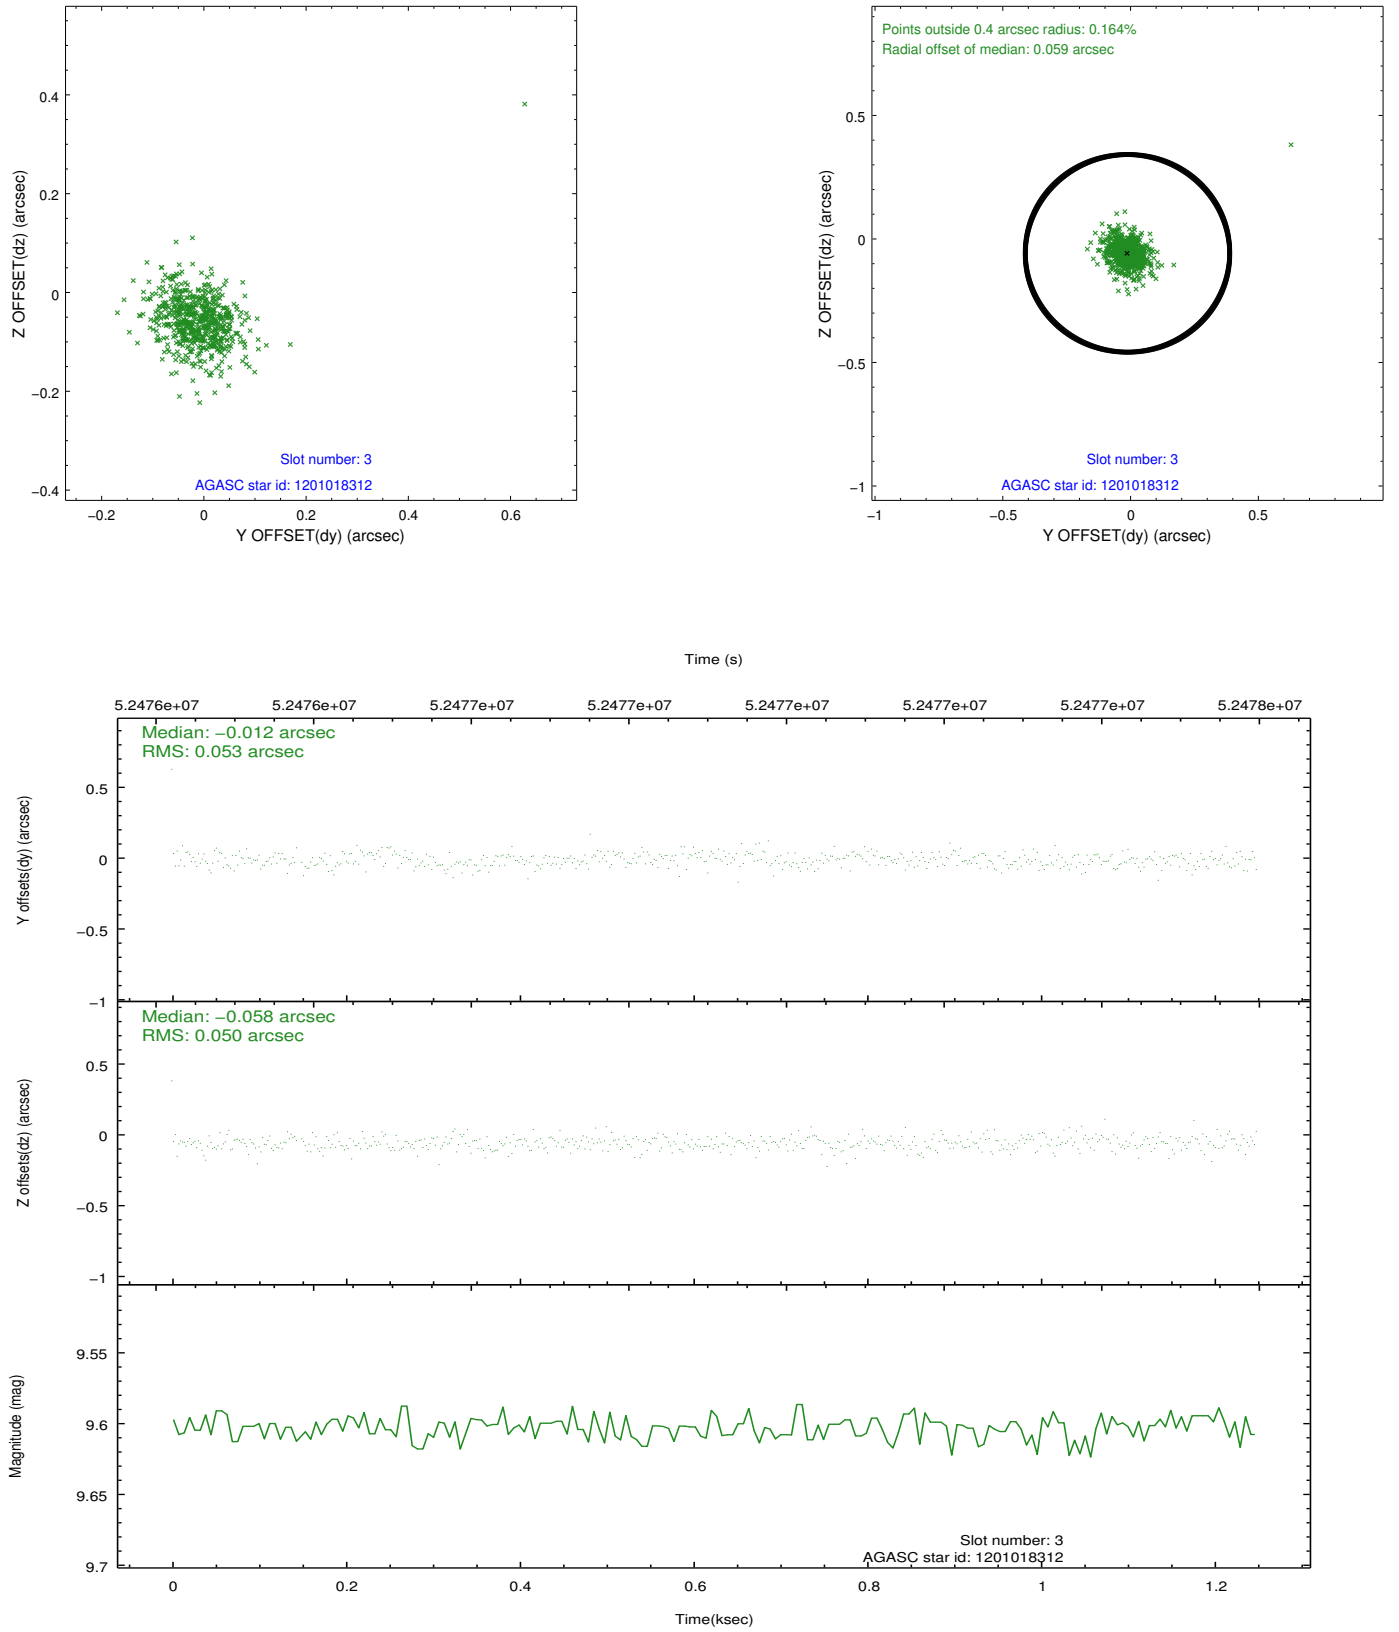 0.4
0.2
0
−0.2
−0.4
Z OFFSET(dz) (arcsec)
Slot number: 3
AGASC star id: 1201018312
−0.2
0
0.2
0.4
0.6
Y OFFSET(dy) (arcsec)
Points outside 0.4 arcsec radius: 0.164%
Radial offset of median: 0.059 arcsec
0.5
0
−0.5
−1
Z OFFSET(dz) (arcsec)
Slot number: 3
AGASC star id: 1201018312
−1
−0.5
0
0.5
Y OFFSET(dy) (arcsec)
Time (s)
5.2476e+07
5.2476e+07
5.2477e+07
5.2477e+07
5.2477e+07
5.2477e+07
5.2477e+07
5.2478e+07
Median: −0.012 arcsec
RMS: 0.053 arcsec
0.5
0
−0.5
−1
Y offsets(dy) (arcsec)
Median: −0.058 arcsec
RMS: 0.050 arcsec
0.5
0
−0.5
−1
Z offsets(dz) (arcsec)
9.55
9.6
9.65
9.7
Magnitude (mag)
Slot number: 3
AGASC star id: 1201018312
0
0.2
0.4
0.6
0.8
1
1.2
Time(ksec)